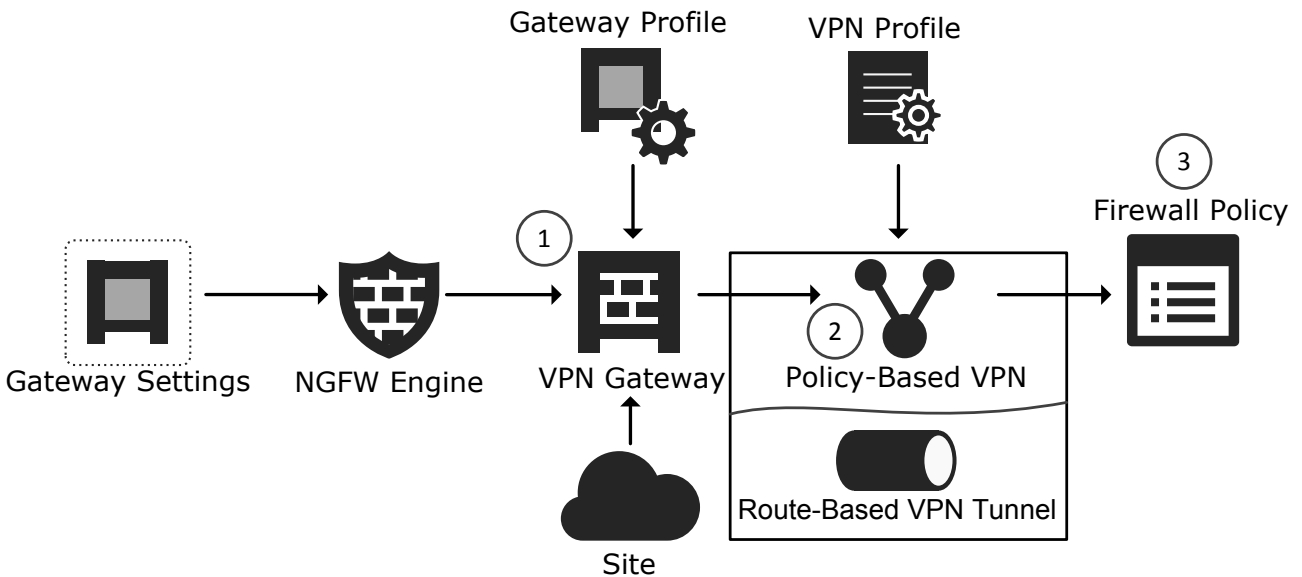 Gateway Profile
VPN Profile
3
Firewall Policy
1
2
Gateway Settings
NGFW Engine
VPN Gateway
Policy-Based VPN
Route-Based VPN Tunnel
Site